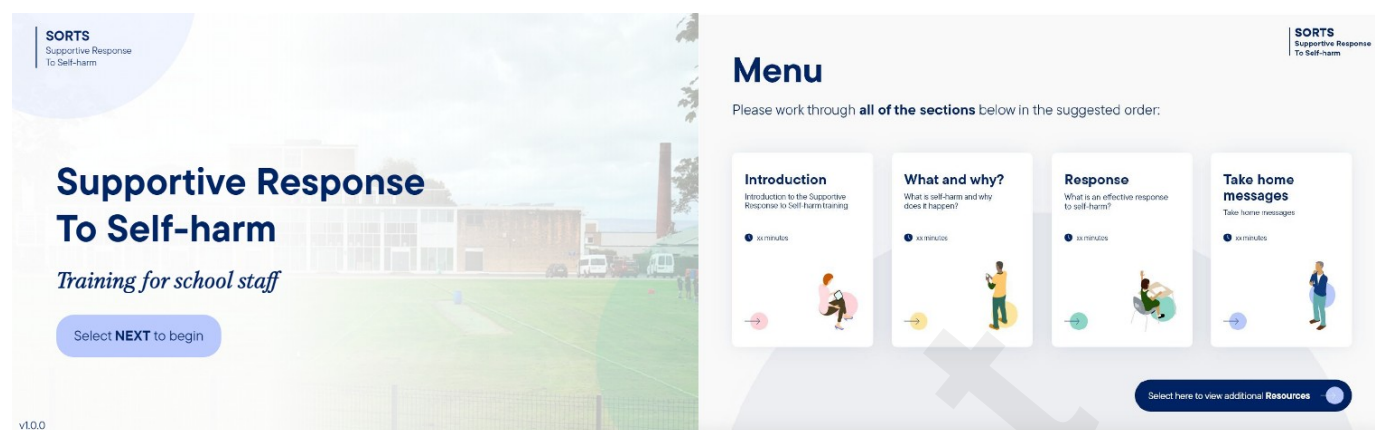 SORTS
Supportive Response
To Self-harm
Supportive Response
To Self-harm
Training for school staff
Select NEXT to begin
v1.0.0
SORTS
Supportive Response
To Self-harm
Menu
Please work through all of the sections below in the suggested order:
Introduction
Introduction to the Supportive
Response to Self-harm training
xx minutes
What and why?
What is self-harm and why
does it happen?
xx minutes
Response
What is an effective response
to self-harm?
xx minutes
Take home
messages
Take home messages
xx minutes
Select here to view additional Resources